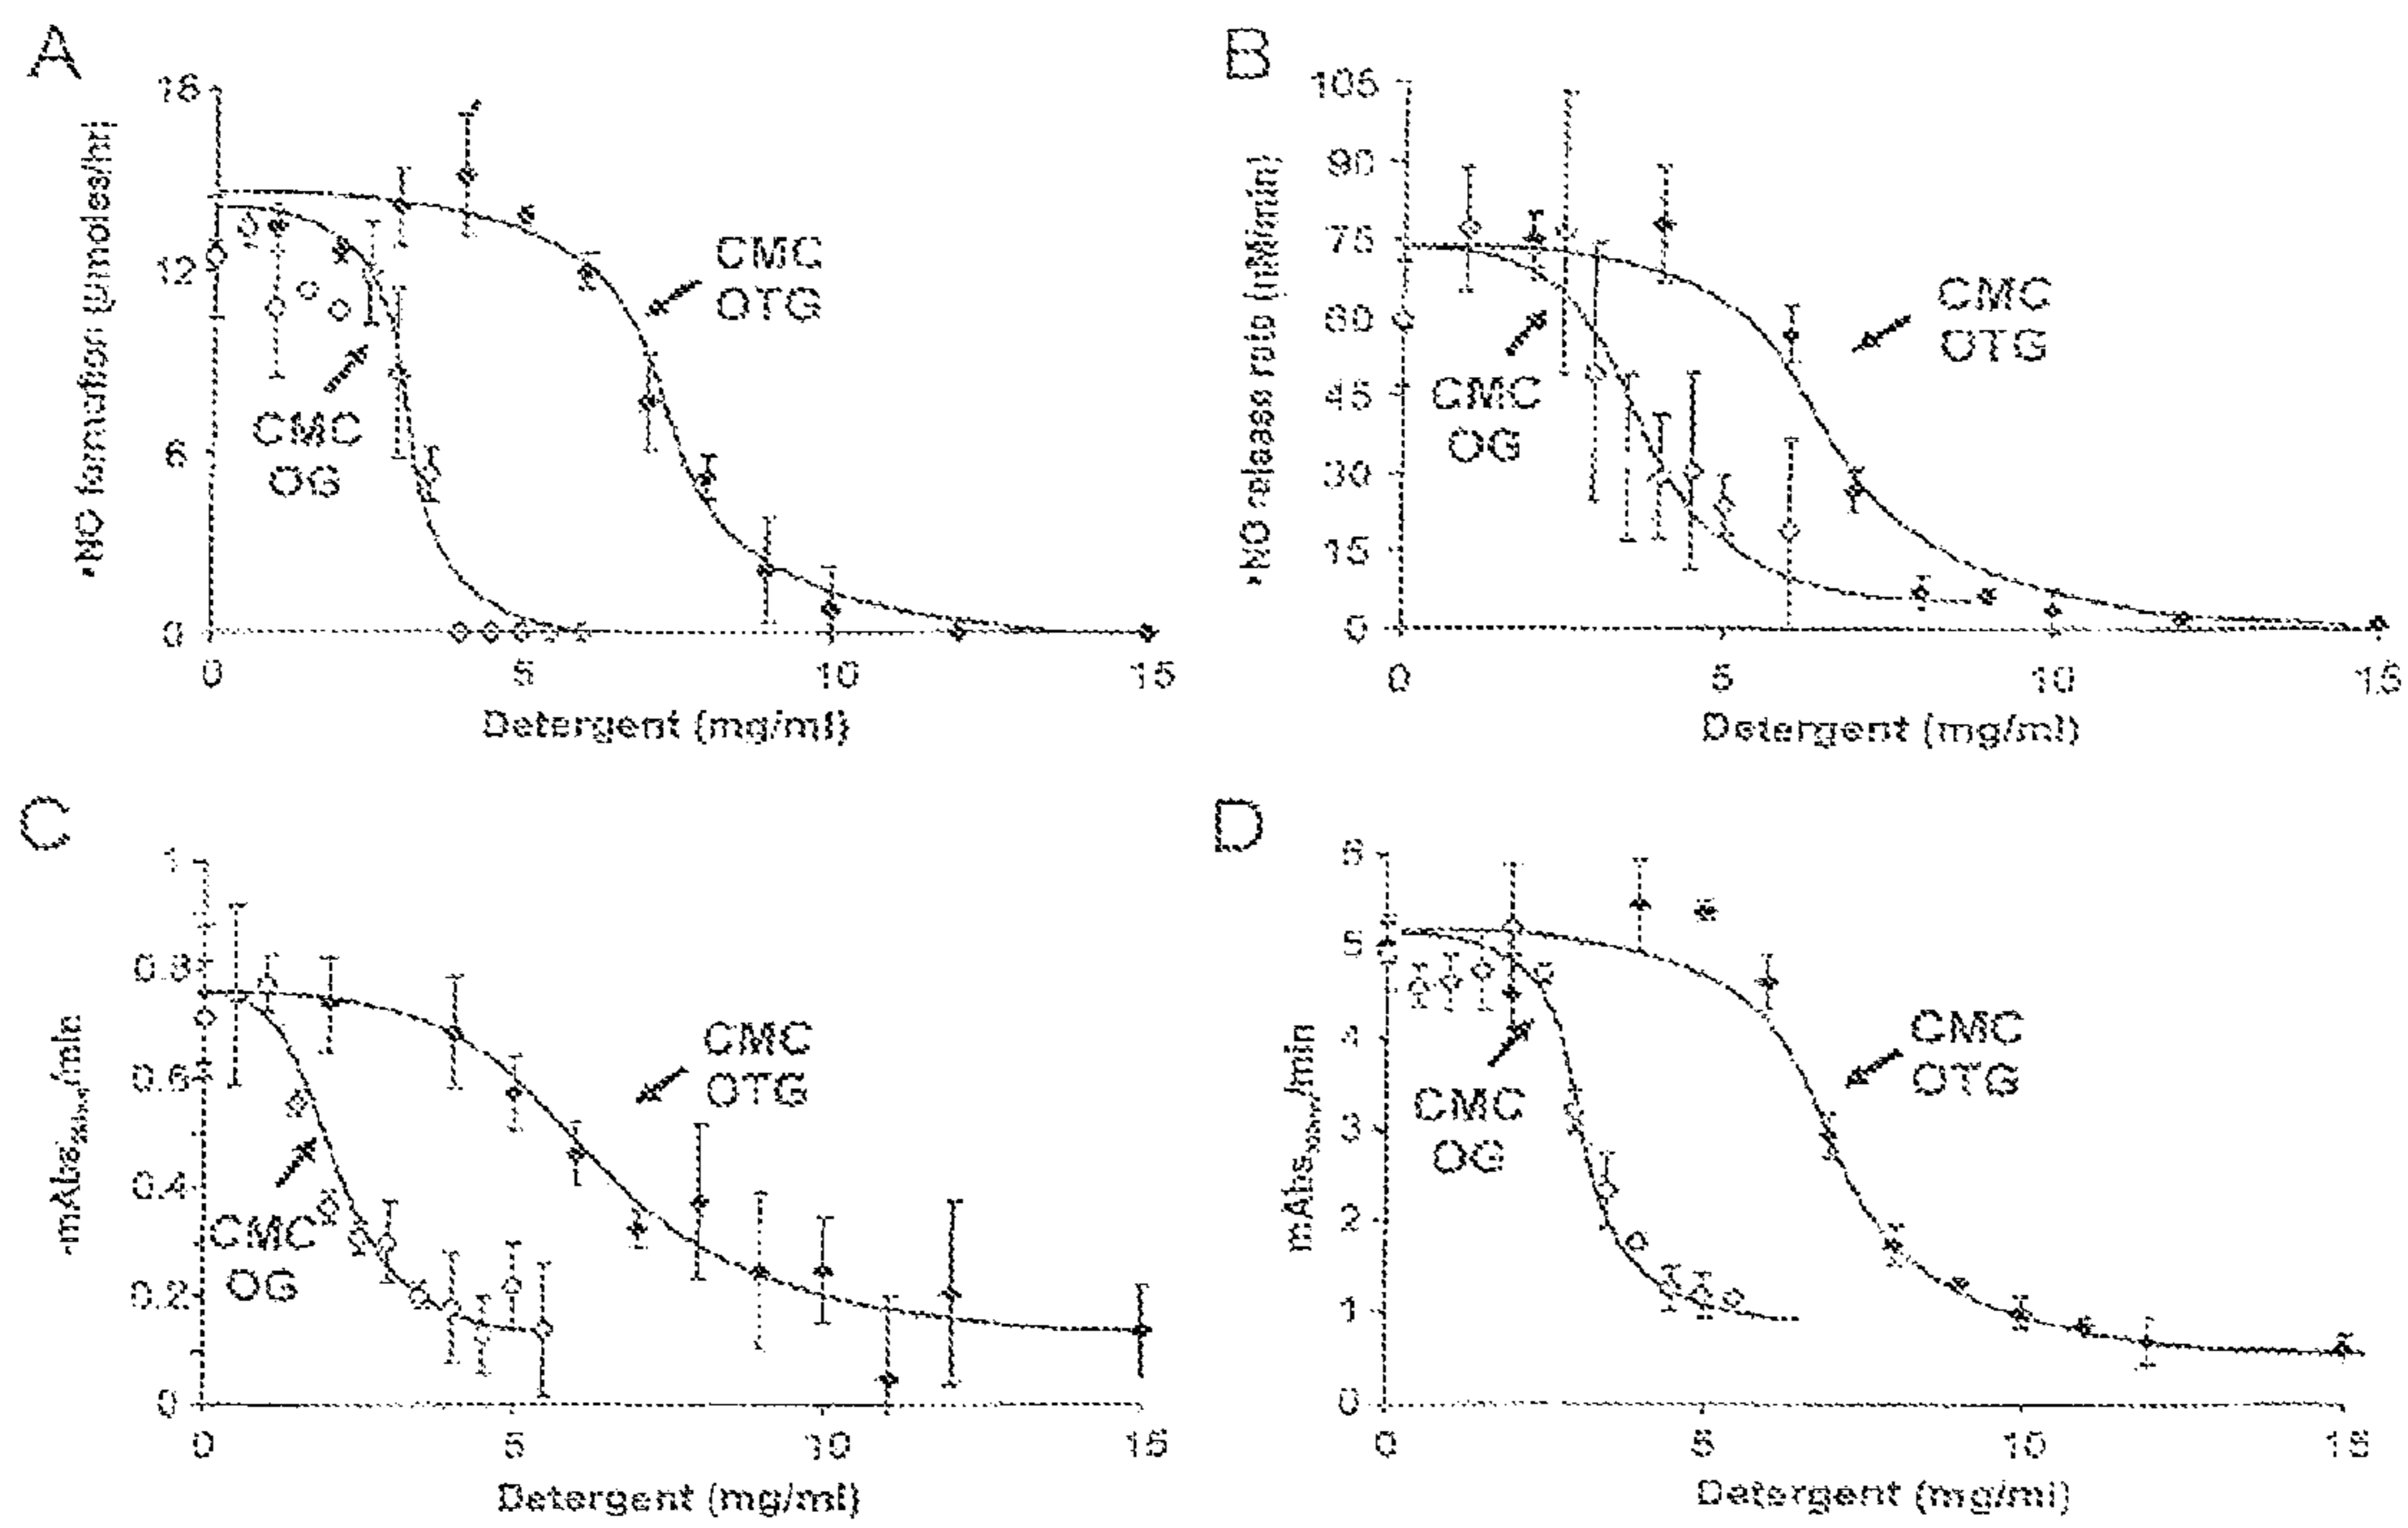 A
18
12
6
0
•NO formation (µmoles/hr)
CMC
OTG
CMC
OG
0 5 10 15
Detergent (mg/ml)
B
105
90
75
60
45
30
15
0
•NO release rate (nM/min)
CMC
OTG
CMC
OG
0 5 10 15
Detergent (mg/ml)
C
1
0.8
0.6
0.4
0.2
0
CMC
OTG
CMC
OG
0 5 10 15
Detergent (mg/ml)
D
6
5
4
3
2
1
0
CMC
OTG
CMC
OG
0 5 10 15
Detergent (mg/ml)